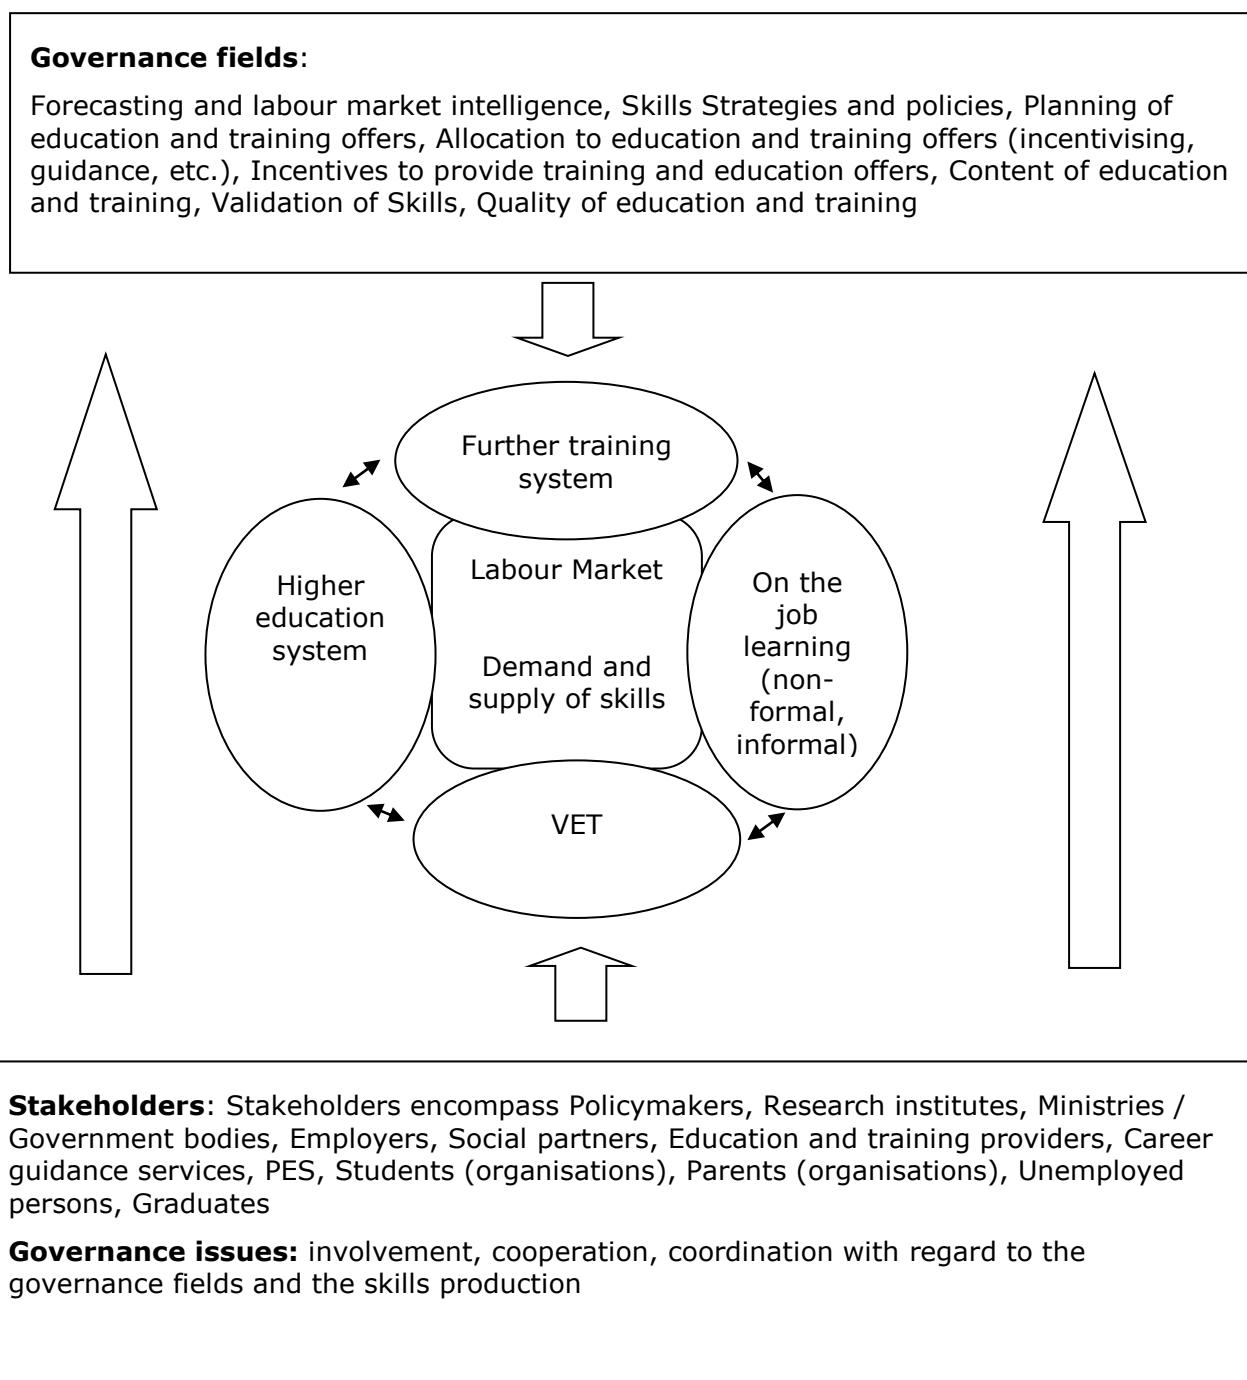 Governance fields:
Forecasting and labour market intelligence, Skills Strategies and policies, Planning of
education and training offers, Allocation to education and training offers (incentivising,
guidance, etc.), Incentives to provide training and education offers, Content of education
and training, Validation of Skills, Quality of education and training
Further training
system
Higher
education
system
Labour Market
Demand and
supply of skills
On the
job
learning
(non-
formal,
informal)
VET
Stakeholders: Stakeholders encompass Policymakers, Research institutes, Ministries /
Government bodies, Employers, Social partners, Education and training providers, Career
guidance services, PES, Students (organisations), Parents (organisations), Unemployed
persons, Graduates
Governance issues: involvement, cooperation, coordination with regard to the
governance fields and the skills production